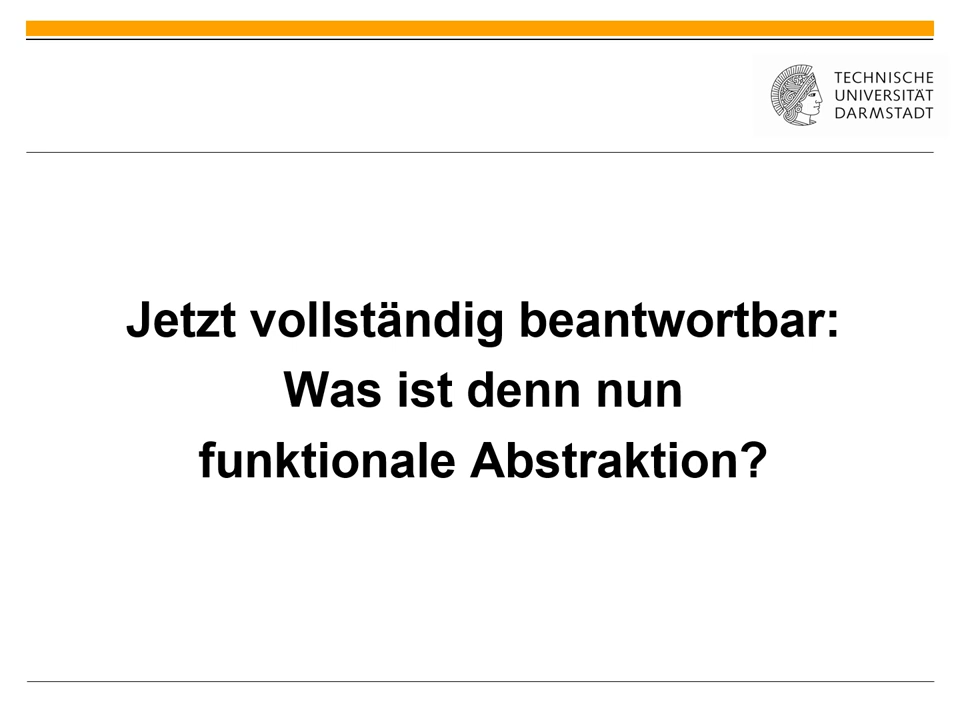 TECHNISCHE
UNIVERSITÄT
DARMSTADT
Jetzt vollständig beantwortbar:
Was ist denn nun
funktionale Abstraktion?